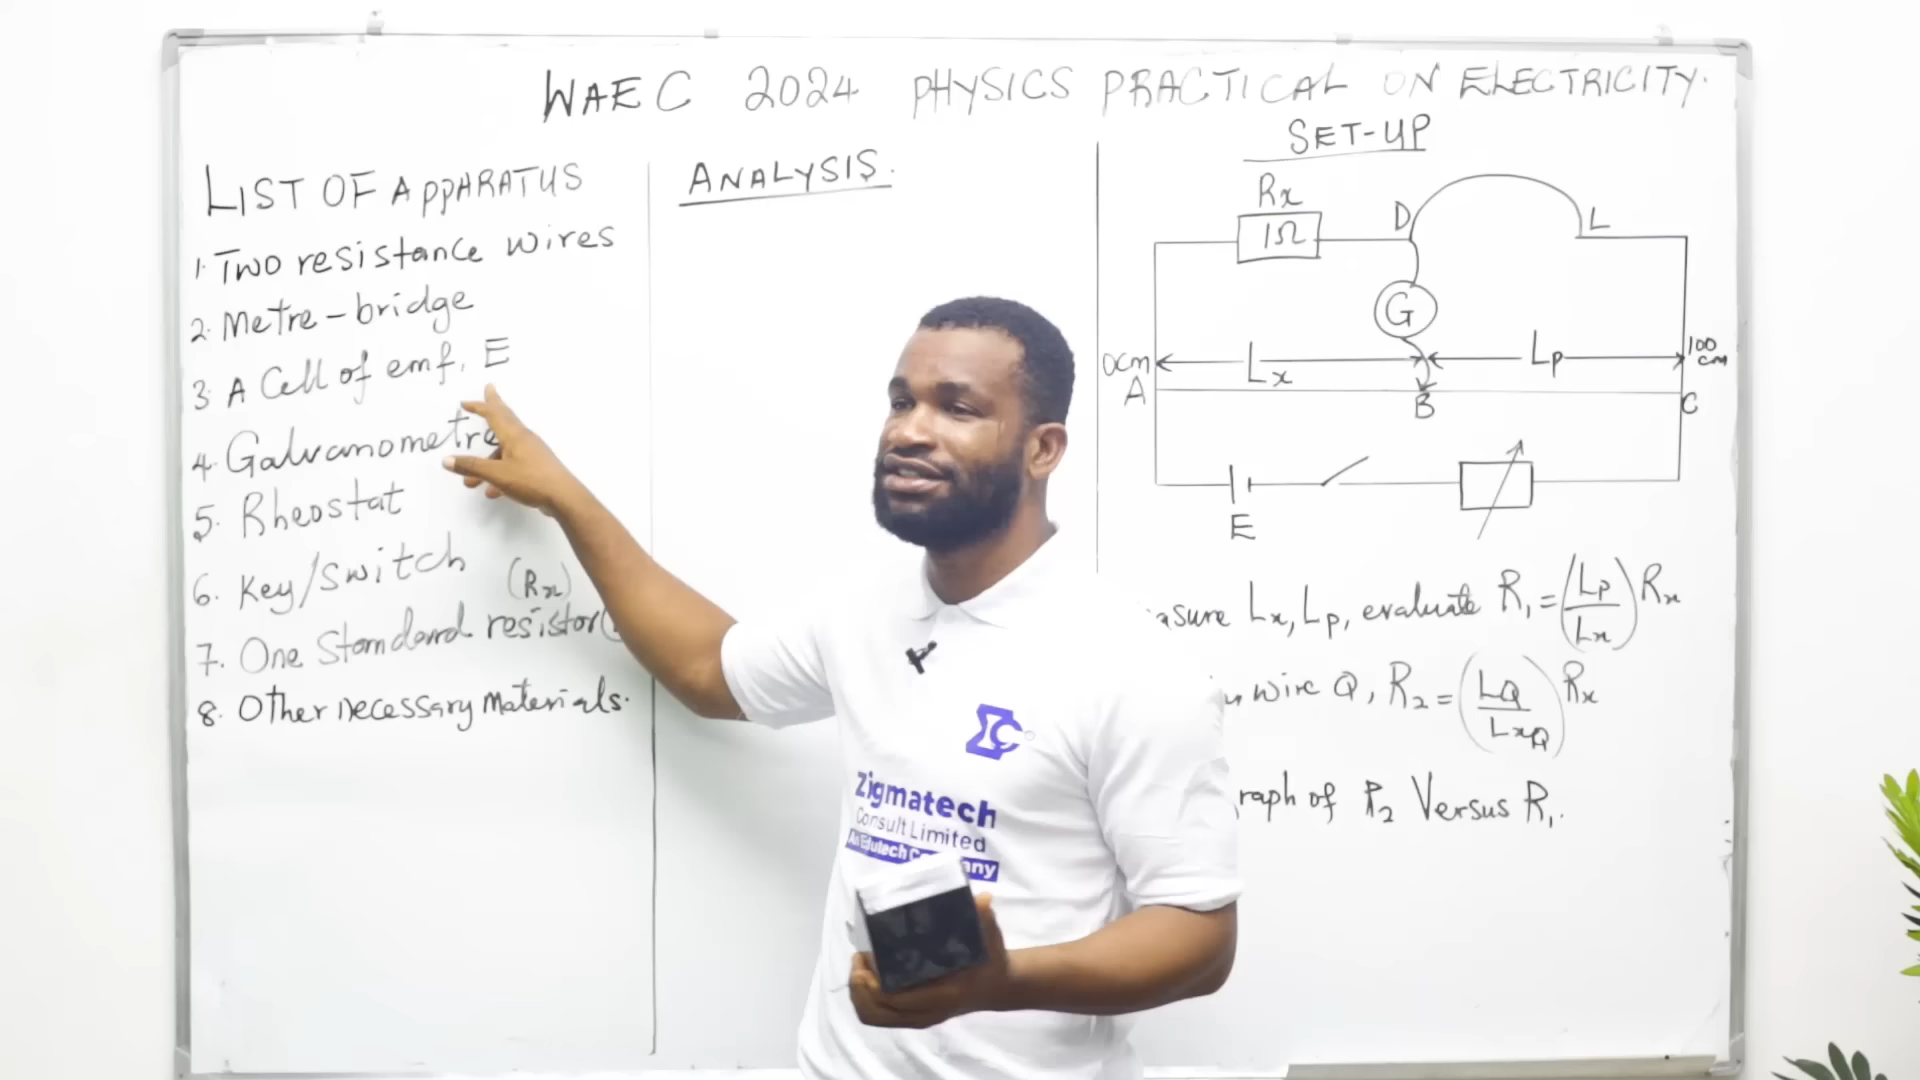 WAEC 2024 PHYSICS PRACTICAL ON ELECTRICITY.
LIST OF APPARATUS
1. Two resistance wires
2. Metre-bridge
3. A Cell of emf, E
4. Galvanometre
5. Rheostat
6. Key/Switch
(Rx)
7. One Standard resistor
8. Other necessary materials.
ANALYSIS.
SET-UP
Rx
1Ω
D
L
G
0cm
Lx
Lp
100 cm
A
B
C
E
Lx, Lp, evaluate R1 = (Lp/Lx) Rx
wire Q, R2 = (LQ/LxQ) Rx
of R2 Versus R1.
ΣC
Zigmatech
Consult Limited
An Edutech